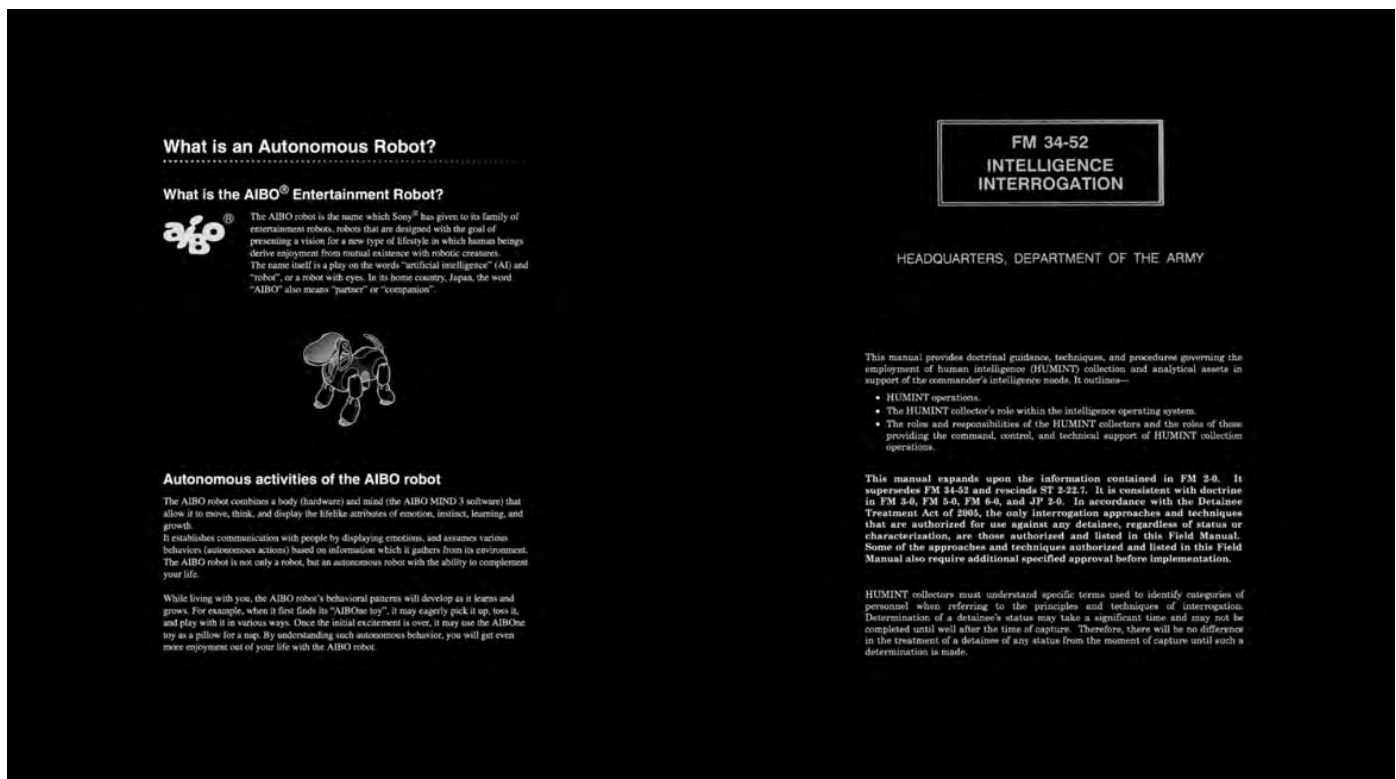 What is an Autonomous Robot?
What is the AIBO® Entertainment Robot?
aibo®
The AIBO robot is the name which Sony® has given to its family of
entertainment robots, robots that are designed with the goal of
presenting a vision for a new type of lifestyle in which human beings
derive enjoyment from mutual existence with robotic creatures.
The name itself is a play on the words “artificial intelligence” (AI) and
“robot”, or a robot with eyes. In its home country, Japan, the word
“AIBO” also means “partner” or “companion”.
Autonomous activities of the AIBO robot
The AIBO robot combines a body (hardware) and mind (the AIBO MIND 3 software) that
allow it to move, think, and display the lifelike attributes of emotion, instinct, learning, and
growth.
It establishes communication with people by displaying emotions, and assumes various
behaviors (autonomous actions) based on information which it gathers from its environment.
The AIBO robot is not only a robot, but an autonomous robot with the ability to complement
your life.
While living with you, the AIBO robot’s behavioral patterns will develop as it learns and
grows. For example, when it first finds its “AIBOne toy”, it may eagerly pick it up, toss it,
and play with it in various ways. Once the initial excitement is over, it may use the AIBOne
toy as a pillow for a nap. By understanding such autonomous behavior, you will get even
more enjoyment out of your life with the AIBO robot.
FM 34-52
INTELLIGENCE
INTERROGATION
HEADQUARTERS, DEPARTMENT OF THE ARMY
This manual provides doctrinal guidance, techniques, and procedures governing the
employment of human intelligence (HUMINT) collection and analytical assets in
support of the commander’s intelligence needs. It outlines—
• HUMINT operations.
• The HUMINT collector’s role within the intelligence operating system.
• The roles and responsibilities of the HUMINT collectors and the roles of those
providing the command, control, and technical support of HUMINT collection
operations.
This manual expands upon the information contained in FM 2-0. It
supersedes FM 34-52 and rescinds ST 2-22.7. It is consistent with doctrine
in FM 3-0, FM 5-0, FM 6-0, and JP 2-0. In accordance with the Detainee
Treatment Act of 2005, the only interrogation approaches and techniques
that are authorized for use against any detainee, regardless of status or
characterization, are those authorized and listed in this Field Manual.
Some of the approaches and techniques authorized and listed in this Field
Manual also require additional specified approval before implementation.
HUMINT collectors must understand specific terms used to identify categories of
personnel when referring to the principles and techniques of interrogation.
Determination of a detainee’s status may take a significant time and may not be
completed until well after the time of capture. Therefore, there will be no difference
in the treatment of a detainee of any status from the moment of capture until such a
determination is made.